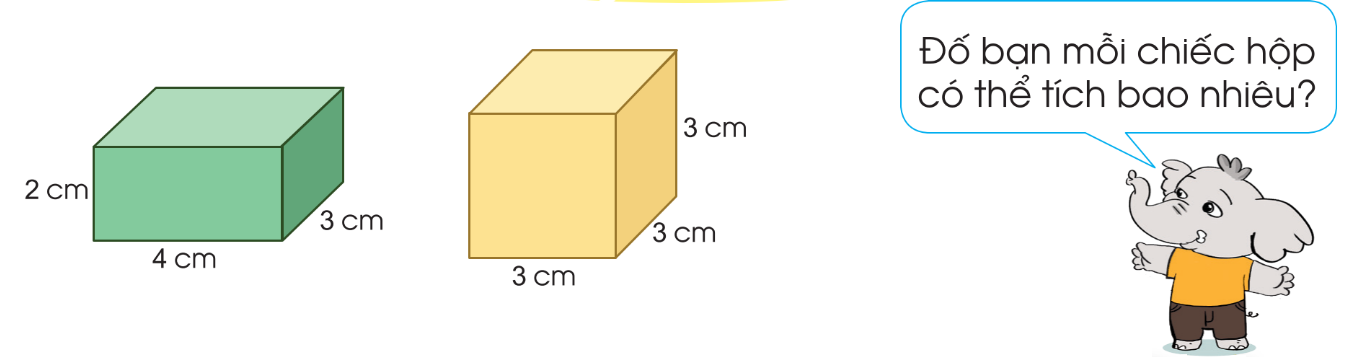 Đố bạn mỗi chiếc hộp
có thể tích bao nhiêu?
2 cm
3 cm
4 cm
3 cm
3 cm
3 cm